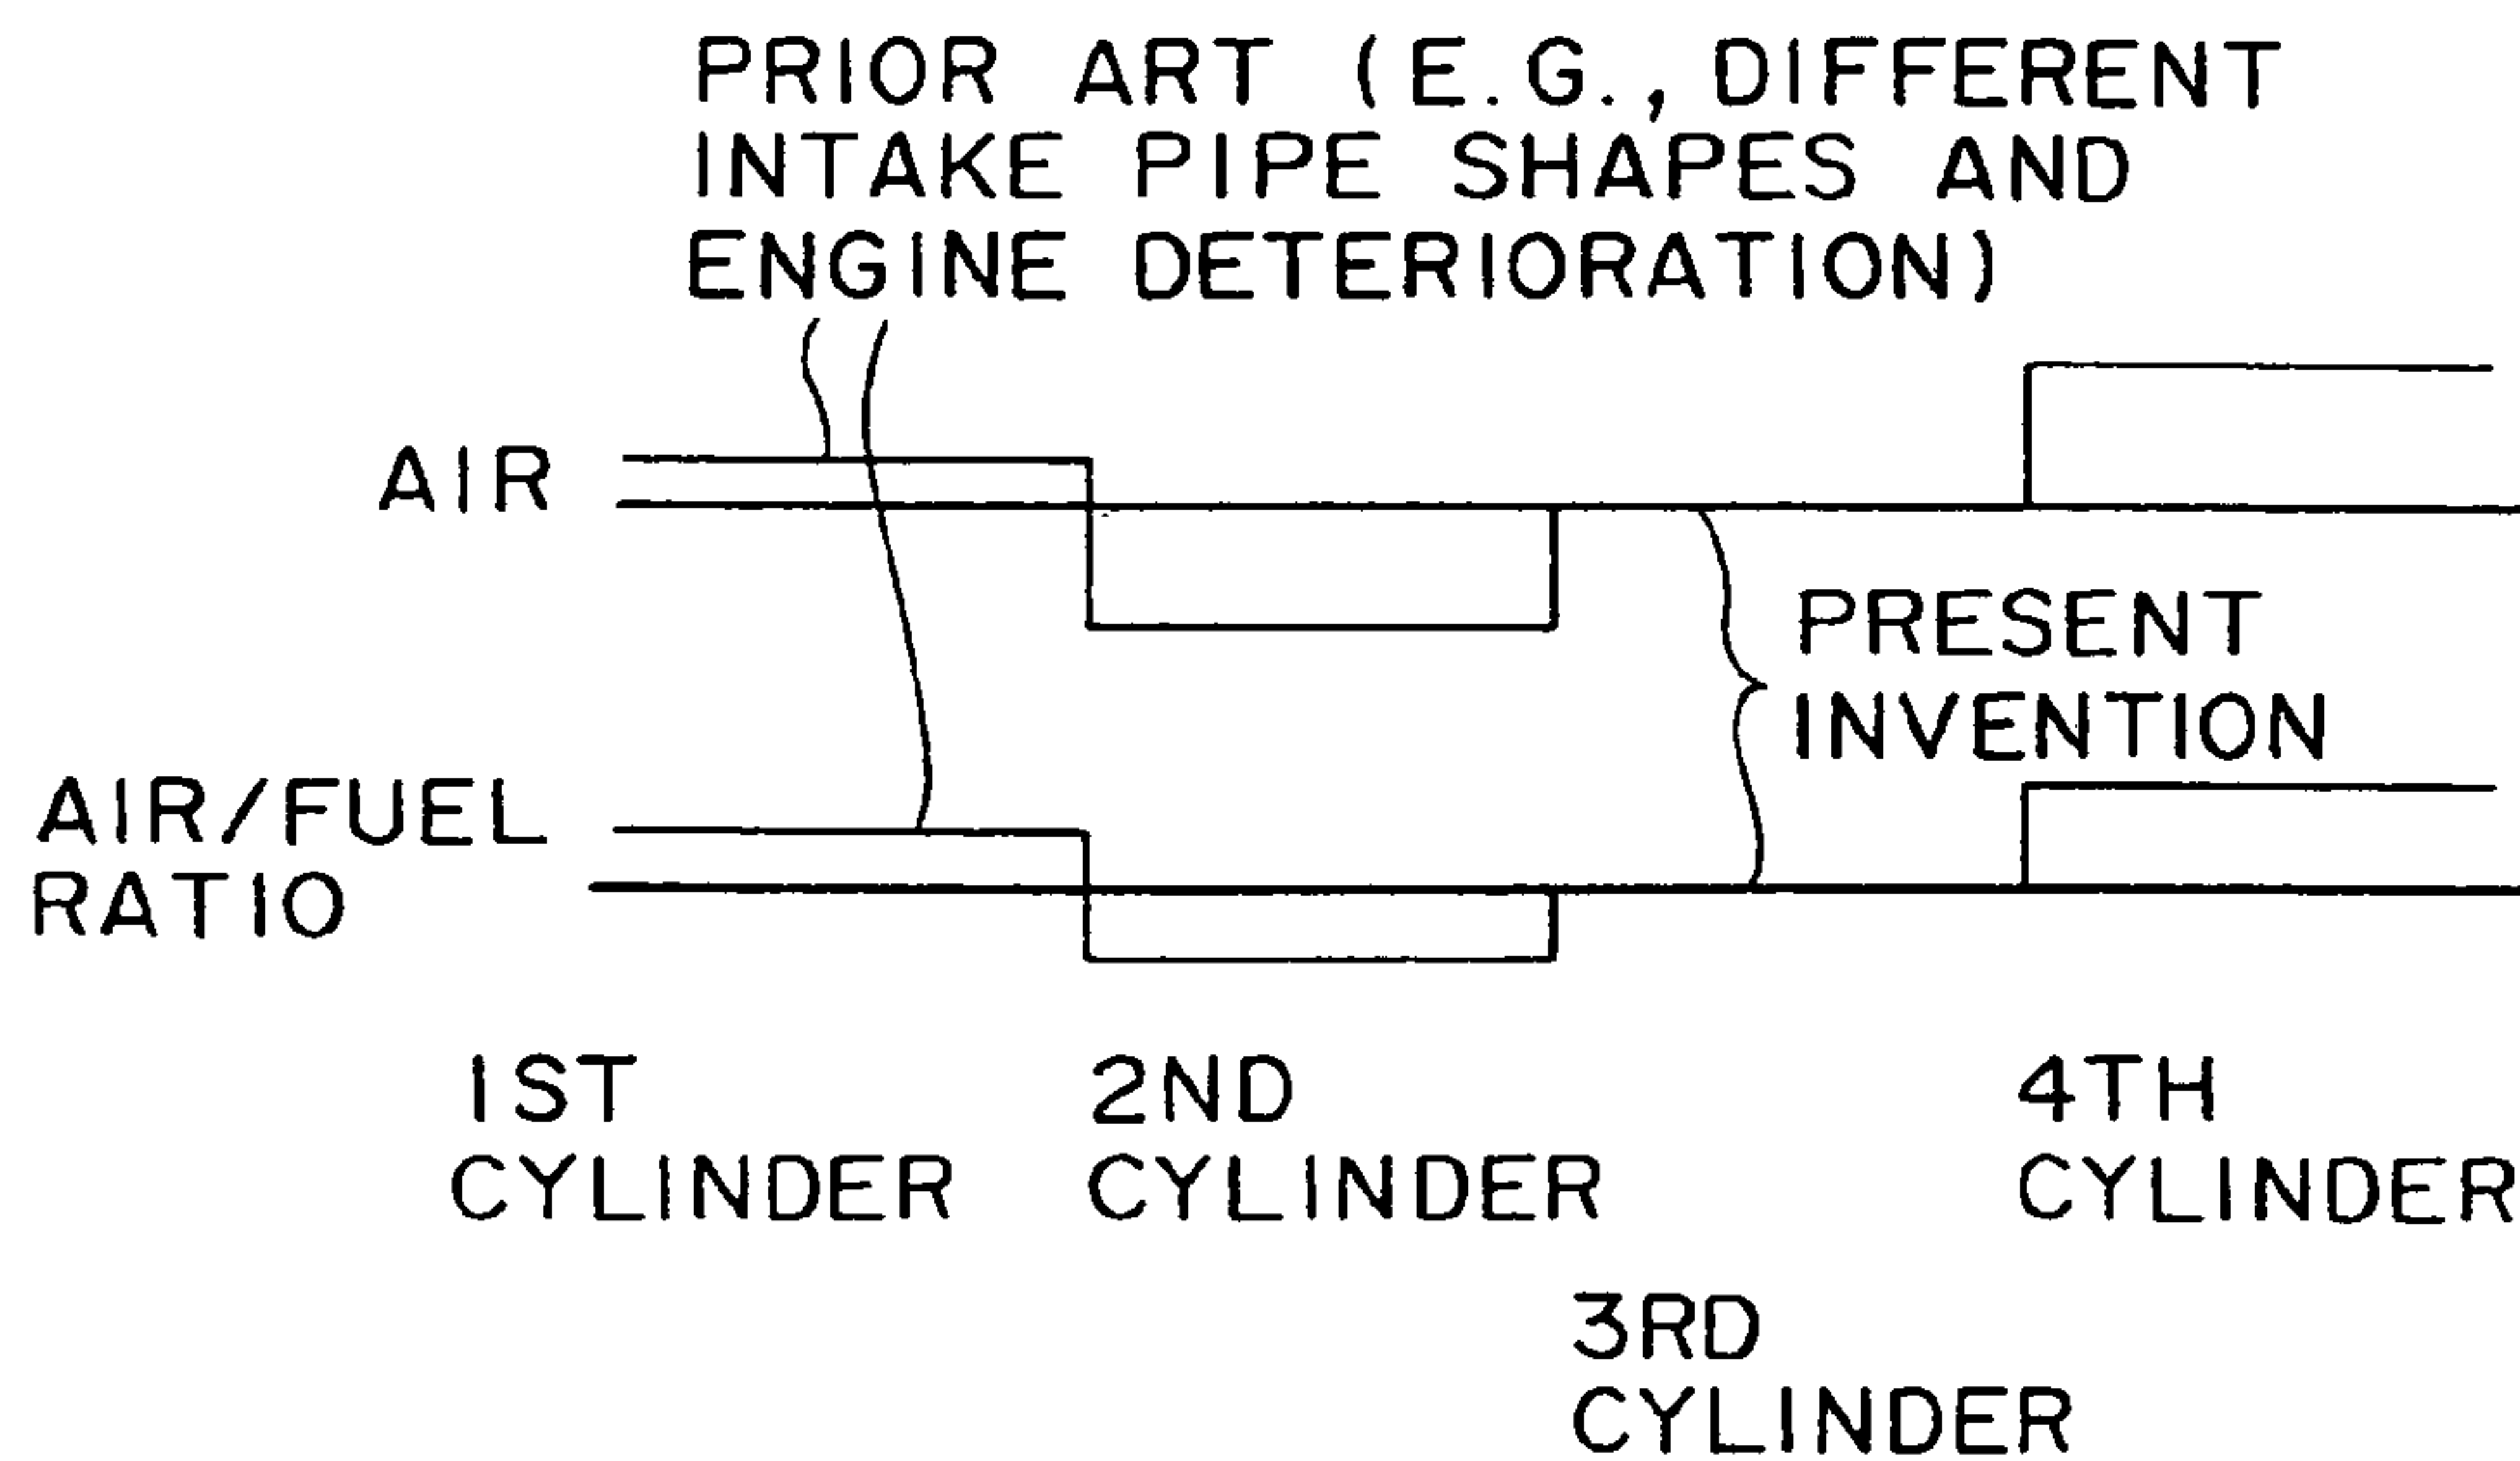 PRIOR ART (E.G., DIFFERENT
INTAKE PIPE SHAPES AND
ENGINE DETERIORATION)
AIR
PRESENT
INVENTION
AIR/FUEL
RATIO
1ST
CYLINDER
2ND
CYLINDER
4TH
CYLINDER
3RD
CYLINDER